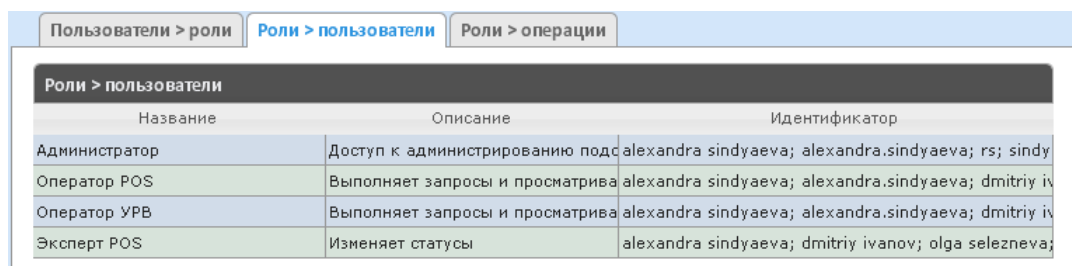 Пользователи > роли Роли > пользователи Роли > операции
Роли > пользователи
Название Описание Идентификатор
Администратор Доступ к администрированию подс alexandra sindyaeva; alexandra.sindyaeva; rs; sindy
Оператор POS Выполняет запросы и просматрива alexandra sindyaeva; alexandra.sindyaeva; dmitriy iv
Оператор УРВ Выполняет запросы и просматрива alexandra sindyaeva; alexandra.sindyaeva; dmitriy iv
Эксперт POS Изменяет статусы alexandra sindyaeva; dmitriy ivanov; olga selezneva;